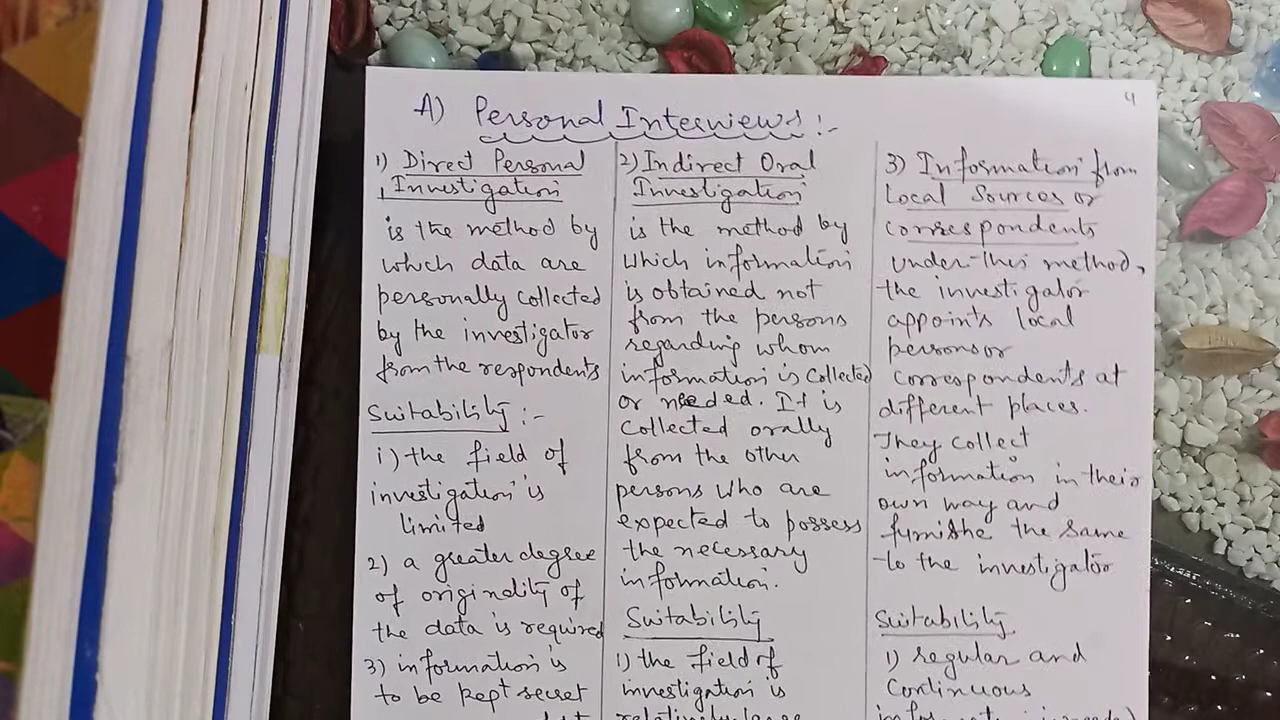 4
A) Personal Interviews :-
1) Direct Personal
Investigation
is the method by
which data are
personally collected
by the investigator
from the respondents
Suitability :-
i) the field of
investigation is
limited
2) a greater degree
of originality of
the data is required
3) information is
to be kept secret
2) Indirect Oral
Investigation
is the method by
which information
is obtained not
from the persons
regarding whom
information is collected
or needed. It is
collected orally
from the other
persons who are
expected to possess
the necessary
information.
Suitability
1) the field of
investigation is
relatively large
3) Information from
Local Sources or
correspondents
under this method,
the investigator
appoints local
persons or
correspondents at
different places.
They collect
information in their
own way and
furnishe the same
to the investigator
Suitability
1) regular and
continuous